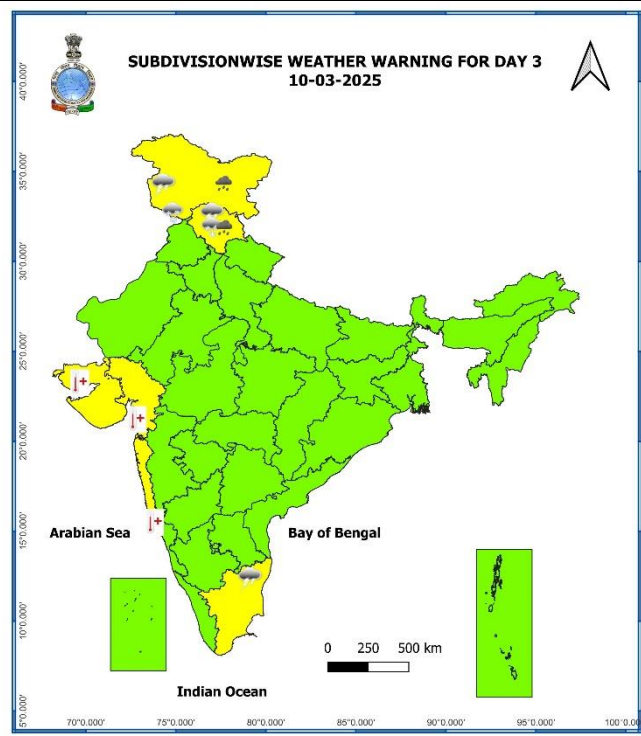 SUBDIVISIONWISE WEATHER WARNING FOR DAY 3
10-03-2025
40°0.000'
35°0.000'
30°0.000'
25°0.000'
20°0.000'
15°0.000'
10°0.000'
5°0.000'
Arabian Sea
Bay of Bengal
0 250 500 km
Indian Ocean
70°0.000' 75°0.000' 80°0.000' 85°0.000' 90°0.000' 95°0.000' 100°0.0